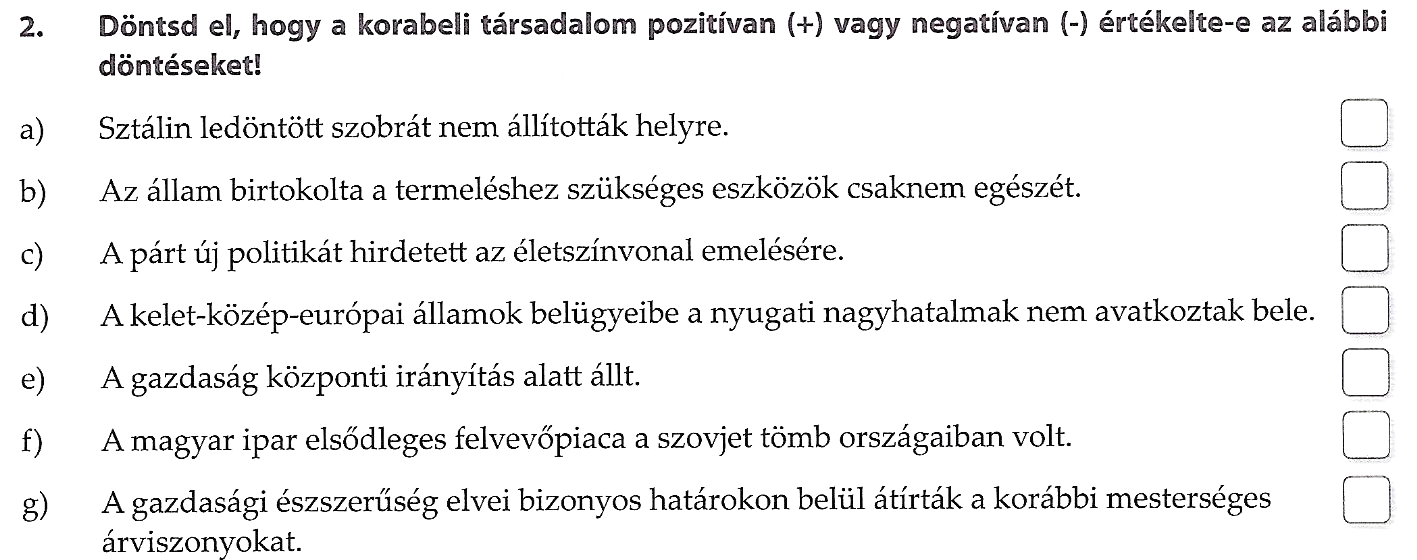 2. Döntsd el, hogy a korabeli társadalom pozitívan (+) vagy negatívan (-) értékelte-e az alábbi
döntéseket!
a) Sztálin ledöntött szobrát nem állították helyre.
b) Az állam birtokolta a termeléshez szükséges eszközök csaknem egészét.
c) A párt új politikát hirdetett az életszínvonal emelésére.
d) A kelet-közép-európai államok belügyeibe a nyugati nagyhatalmak nem avatkoztak bele.
e) A gazdaság központi irányítás alatt állt.
f) A magyar ipar elsődleges felvevőpiaca a szovjet tömb országaiban volt.
g) A gazdasági észszerűség elvei bizonyos határokon belül átírták a korábbi mesterséges
árviszonyokat.